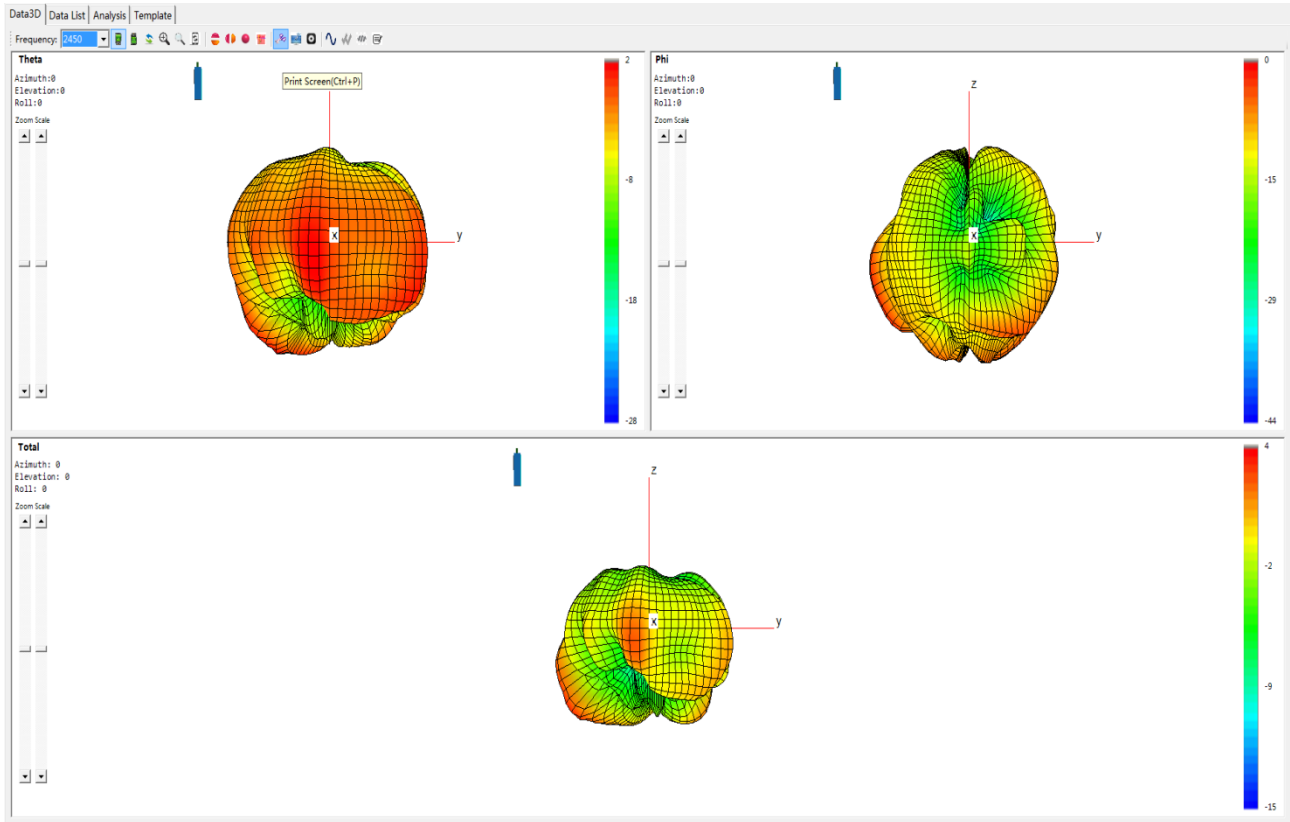 Data3D Data List Analysis Template
Frequency: 2450
Theta
Azimuth:0
Elevation:0
Roll:0
Zoom Scale
Print Screen(Ctrl+P)
x
y
2
-8
-18
-28
Phi
Azimuth:0
Elevation:0
Roll:0
Zoom Scale
z
x
y
0
-15
-29
-44
Total
Azimuth: 0
Elevation: 0
Roll: 0
Zoom Scale
z
x
y
4
-2
-9
-15